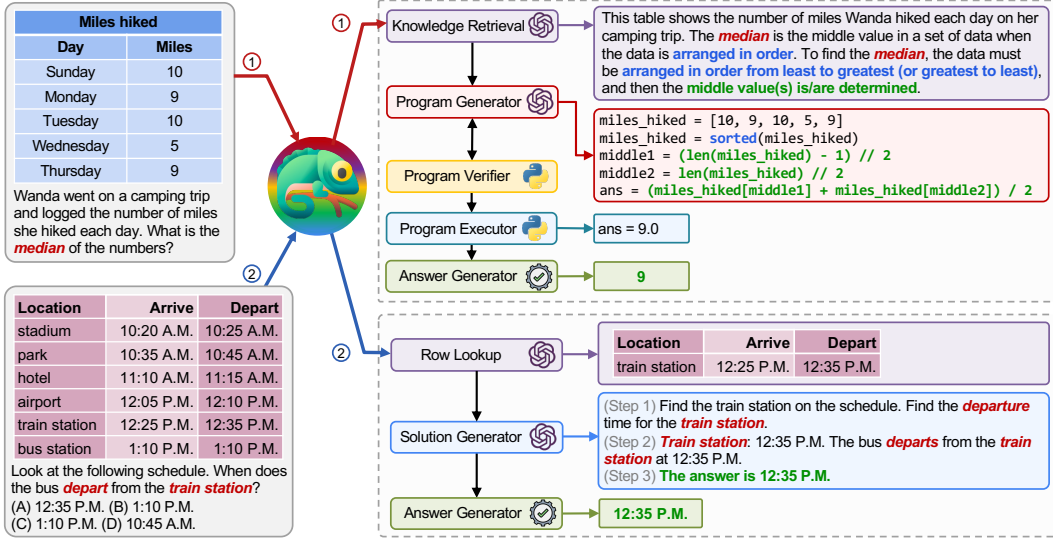 Miles hiked
Day Miles
Sunday 10
Monday 9
Tuesday 10
Wednesday 5
Thursday 9
Wanda went on a camping trip
and logged the number of miles
she hiked each day. What is the
median of the numbers?
1
2
Location Arrive Depart
stadium 10:20 A.M. 10:25 A.M.
park 10:35 A.M. 10:45 A.M.
hotel 11:10 A.M. 11:15 A.M.
airport 12:05 P.M. 12:10 P.M.
train station 12:25 P.M. 12:35 P.M.
bus station 1:10 P.M. 1:10 P.M.
Look at the following schedule. When does
the bus depart from the train station?
(A) 12:35 P.M. (B) 1:10 P.M.
(C) 1:10 P.M. (D) 10:45 A.M.
1
Knowledge Retrieval
This table shows the number of miles Wanda hiked each day on her
camping trip. The median is the middle value in a set of data when
the data is arranged in order. To find the median, the data must
be arranged in order from least to greatest (or greatest to least),
and then the middle value(s) is/are determined.
Program Generator
miles_hiked = [10, 9, 10, 5, 9]
miles_hiked = sorted(miles_hiked)
middle1 = (len(miles_hiked) - 1) // 2
middle2 = len(miles_hiked) // 2
ans = (miles_hiked[middle1] + miles_hiked[middle2]) / 2
Program Verifier
Program Executor
ans = 9.0
Answer Generator
9
2
Row Lookup
Location Arrive Depart
train station 12:25 P.M. 12:35 P.M.
Solution Generator
(Step 1) Find the train station on the schedule. Find the departure
time for the train station.
(Step 2) Train station: 12:35 P.M. The bus departs from the train
station at 12:35 P.M.
(Step 3) The answer is 12:35 P.M.
Answer Generator
12:35 P.M.